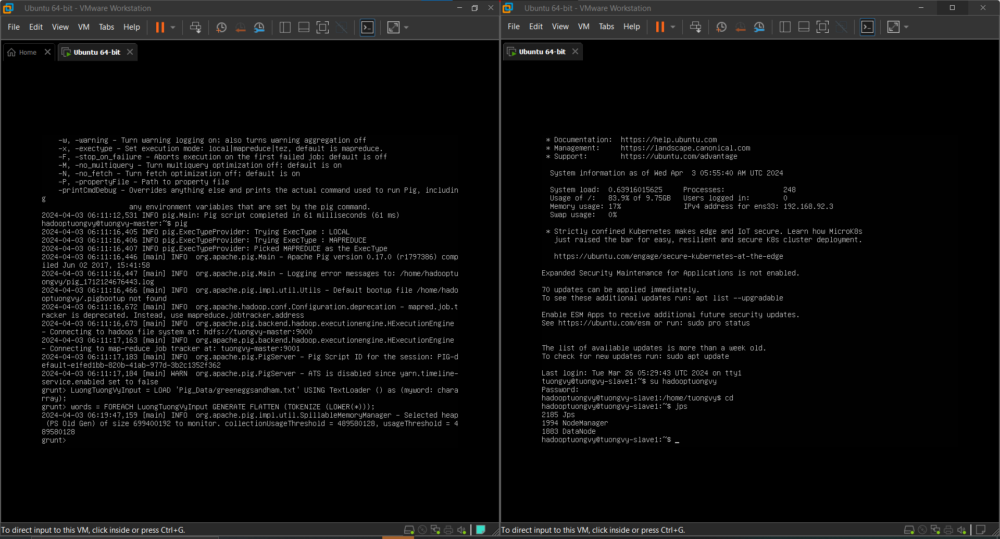 Ubuntu 64-bit - VMware Workstation
File Edit View VM Tabs Help
Home
Ubuntu 64-bit
-w, -warning - Turn warning logging on; also turns warning aggregation off
-x, -exectype - Set execution mode: local|mapreduce|tez, default is mapreduce.
-F, -stop_on_failure - Aborts execution on the first failed job; default is off
-M, -no_multiquery - Turn multiquery optimization off; default is on
-N, -no_fetch - Turn fetch optimization off; default is on
-P, -propertyFile - Path to property file
-printCmdDebug - Overrides anything else and prints the actual command used to run Pig, includin
g
any environment variables that are set by the pig command.
2024-04-03 06:11:12,531 INFO pig.Main: Pig script completed in 61 milliseconds (61 ms)
hadooptuongvy@tuongvy-master:~$ pig
2024-04-03 06:11:16,405 INFO pig.ExecTypeProvider: Trying ExecType : LOCAL
2024-04-03 06:11:16,406 INFO pig.ExecTypeProvider: Trying ExecType : MAPREDUCE
2024-04-03 06:11:16,407 INFO pig.ExecTypeProvider: Picked MAPREDUCE as the ExecType
2024-04-03 06:11:16,446 [main] INFO  org.apache.pig.Main - Apache Pig version 0.17.0 (r1797386) comp
iled Jun 02 2017, 15:41:58
2024-04-03 06:11:16,447 [main] INFO  org.apache.pig.Main - Logging error messages to: /home/hadooptu
ongvy/pig_1712124676443.log
2024-04-03 06:11:16,466 [main] INFO  org.apache.pig.impl.util.Utils - Default bootup file /home/hado
optuongvy/.pigbootup not found
2024-04-03 06:11:16,672 [main] INFO  org.apache.hadoop.conf.Configuration.deprecation - mapred.job.t
racker is deprecated. Instead, use mapreduce.jobtracker.address
2024-04-03 06:11:16,673 [main] INFO  org.apache.pig.backend.hadoop.executionengine.HExecutionEngine
- Connecting to hadoop file system at: hdfs://tuongvy-master:9000
2024-04-03 06:11:17,163 [main] INFO  org.apache.pig.backend.hadoop.executionengine.HExecutionEngine
- Connecting to map-reduce job tracker at: tuongvy-master:9001
2024-04-03 06:11:17,183 [main] INFO  org.apache.pig.PigServer - Pig Script ID for the session: PIG-d
efault-e1fed1bb-820b-41ab-977d-3b2c1352f362
2024-04-03 06:11:17,184 [main] WARN  org.apache.pig.PigServer - ATS is disabled since yarn.timeline-
service.enabled set to false
grunt> LuongTuongVyInput = LOAD 'Pig_Data/greeneggsandham.txt' USING TextLoader () as (myword: chara
rray);
grunt> words = FOREACH LuongTuongVyInput GENERATE FLATTEN (TOKENIZE (LOWER(*)));
2024-04-03 06:19:47,159 [main] INFO  org.apache.pig.impl.util.SpillableMemoryManager - Selected heap
(PS Old Gen) of size 699400192 to monitor. collectionUsageThreshold = 489580128, usageThreshold = 4
89580128
grunt>
To direct input to this VM, click inside or press Ctrl+G.
Ubuntu 64-bit - VMware Workstation
File Edit View VM Tabs Help
Ubuntu 64-bit
* Documentation:  https://help.ubuntu.com
* Management:     https://landscape.canonical.com
* Support:        https://ubuntu.com/advantage
System information as of Wed Apr  3 05:55:40 AM UTC 2024
System load:  0.63916015625     Processes:              248
Usage of /:   83.9% of 9.75GB   Users logged in:        0
Memory usage: 17%               IPv4 address for ens33: 192.168.92.3
Swap usage:   0%
* Strictly confined Kubernetes makes edge and IoT secure. Learn how MicroK8s
just raised the bar for easy, resilient and secure K8s cluster deployment.
https://ubuntu.com/engage/secure-kubernetes-at-the-edge
Expanded Security Maintenance for Applications is not enabled.
70 updates can be applied immediately.
To see these additional updates run: apt list --upgradable
Enable ESM Apps to receive additional future security updates.
See https://ubuntu.com/esm or run: sudo pro status
The list of available updates is more than a week old.
To check for new updates run: sudo apt update
Last login: Tue Mar 26 05:29:43 UTC 2024 on tty1
tuongvy@tuongvy-slave1:~$ su hadooptuongvy
Password:
hadooptuongvy@tuongvy-slave1:/home/tuongvy$ cd
hadooptuongvy@tuongvy-slave1:~$ jps
2185 Jps
1994 NodeManager
1883 DataNode
hadooptuongvy@tuongvy-slave1:~$ _
To direct input to this VM, click inside or press Ctrl+G.